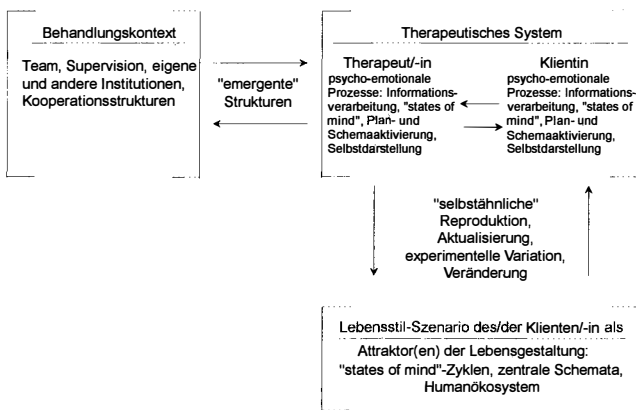 Behandlungskontext
Team, Supervision, eigene
und andere Institutionen,
Kooperationsstrukturen
"emergente"
Strukturen
Therapeutisches System
Therapeut/-in
psycho-emotionale
Prozesse: Informations-
verarbeitung, "states of
mind", Plan- und
Schemaaktivierung,
Selbstdarstellung
Klientin
psycho-emotionale
Prozesse: Informations-
verarbeitung, "states of
mind", Plan- und
Schemaaktivierung,
Selbstdarstellung
"selbstähnliche"
Reproduktion,
Aktualisierung,
experimentelle Variation,
Veränderung
Lebensstil-Szenario des/der Klienten/-in als
Attraktor(en) der Lebensgestaltung:
"states of mind"-Zyklen, zentrale Schemata,
Humanökosystem